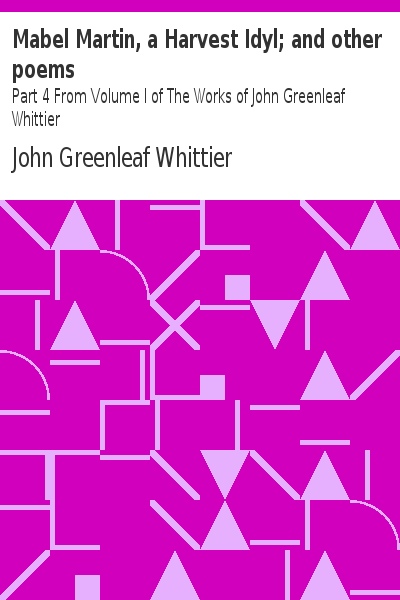 Mabel Martin, a Harvest Idyl; and other
poems
Part 4 From Volume I of The Works of John Greenleaf
Whittier
John Greenleaf Whittier